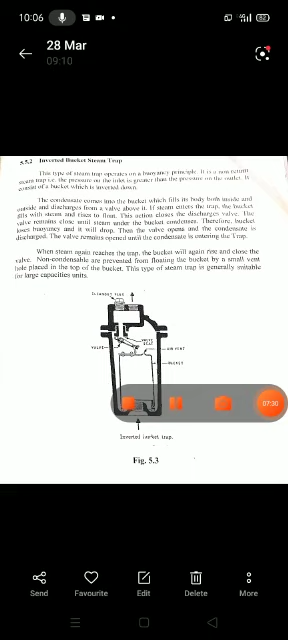 10:06
82
28 Mar
09:10
5.5.2 Inverted Bucket Steam Trap
This type of steam trap operates on a buoyancy principle. It is a non return
steam trap i.e. the pressure on the inlet is greater than the pressure on the outlet. It
consist of a bucket which is inverted down.
The condensate comes into the bucket which fills its body both inside and
outside and discharges from a valve above it. If steam enters the trap, the bucket
fills with steam and rises to float. This action closes the discharges valve. The
valve remains close until steam under the bucket condenses. Therefore, bucket
loses buoyancy and it will drop. Then the valve opens and the condensate is
discharged. The valve remains opened until the condensate is entering the Trap.
When steam again reaches the trap, the bucket will again rise and close the
valve. Non-condensable are prevented from floating the bucket by a small vent
hole placed in the top of the bucket. This type of steam trap is generally suitable
for large capacities units.
CLEANOUT PLUG
VALVE
SEAT
VALVE
AIR VENT
BUCKET
07:30
Inverted bucket trap.
Fig. 5.3
Send
Favourite
Edit
Delete
More